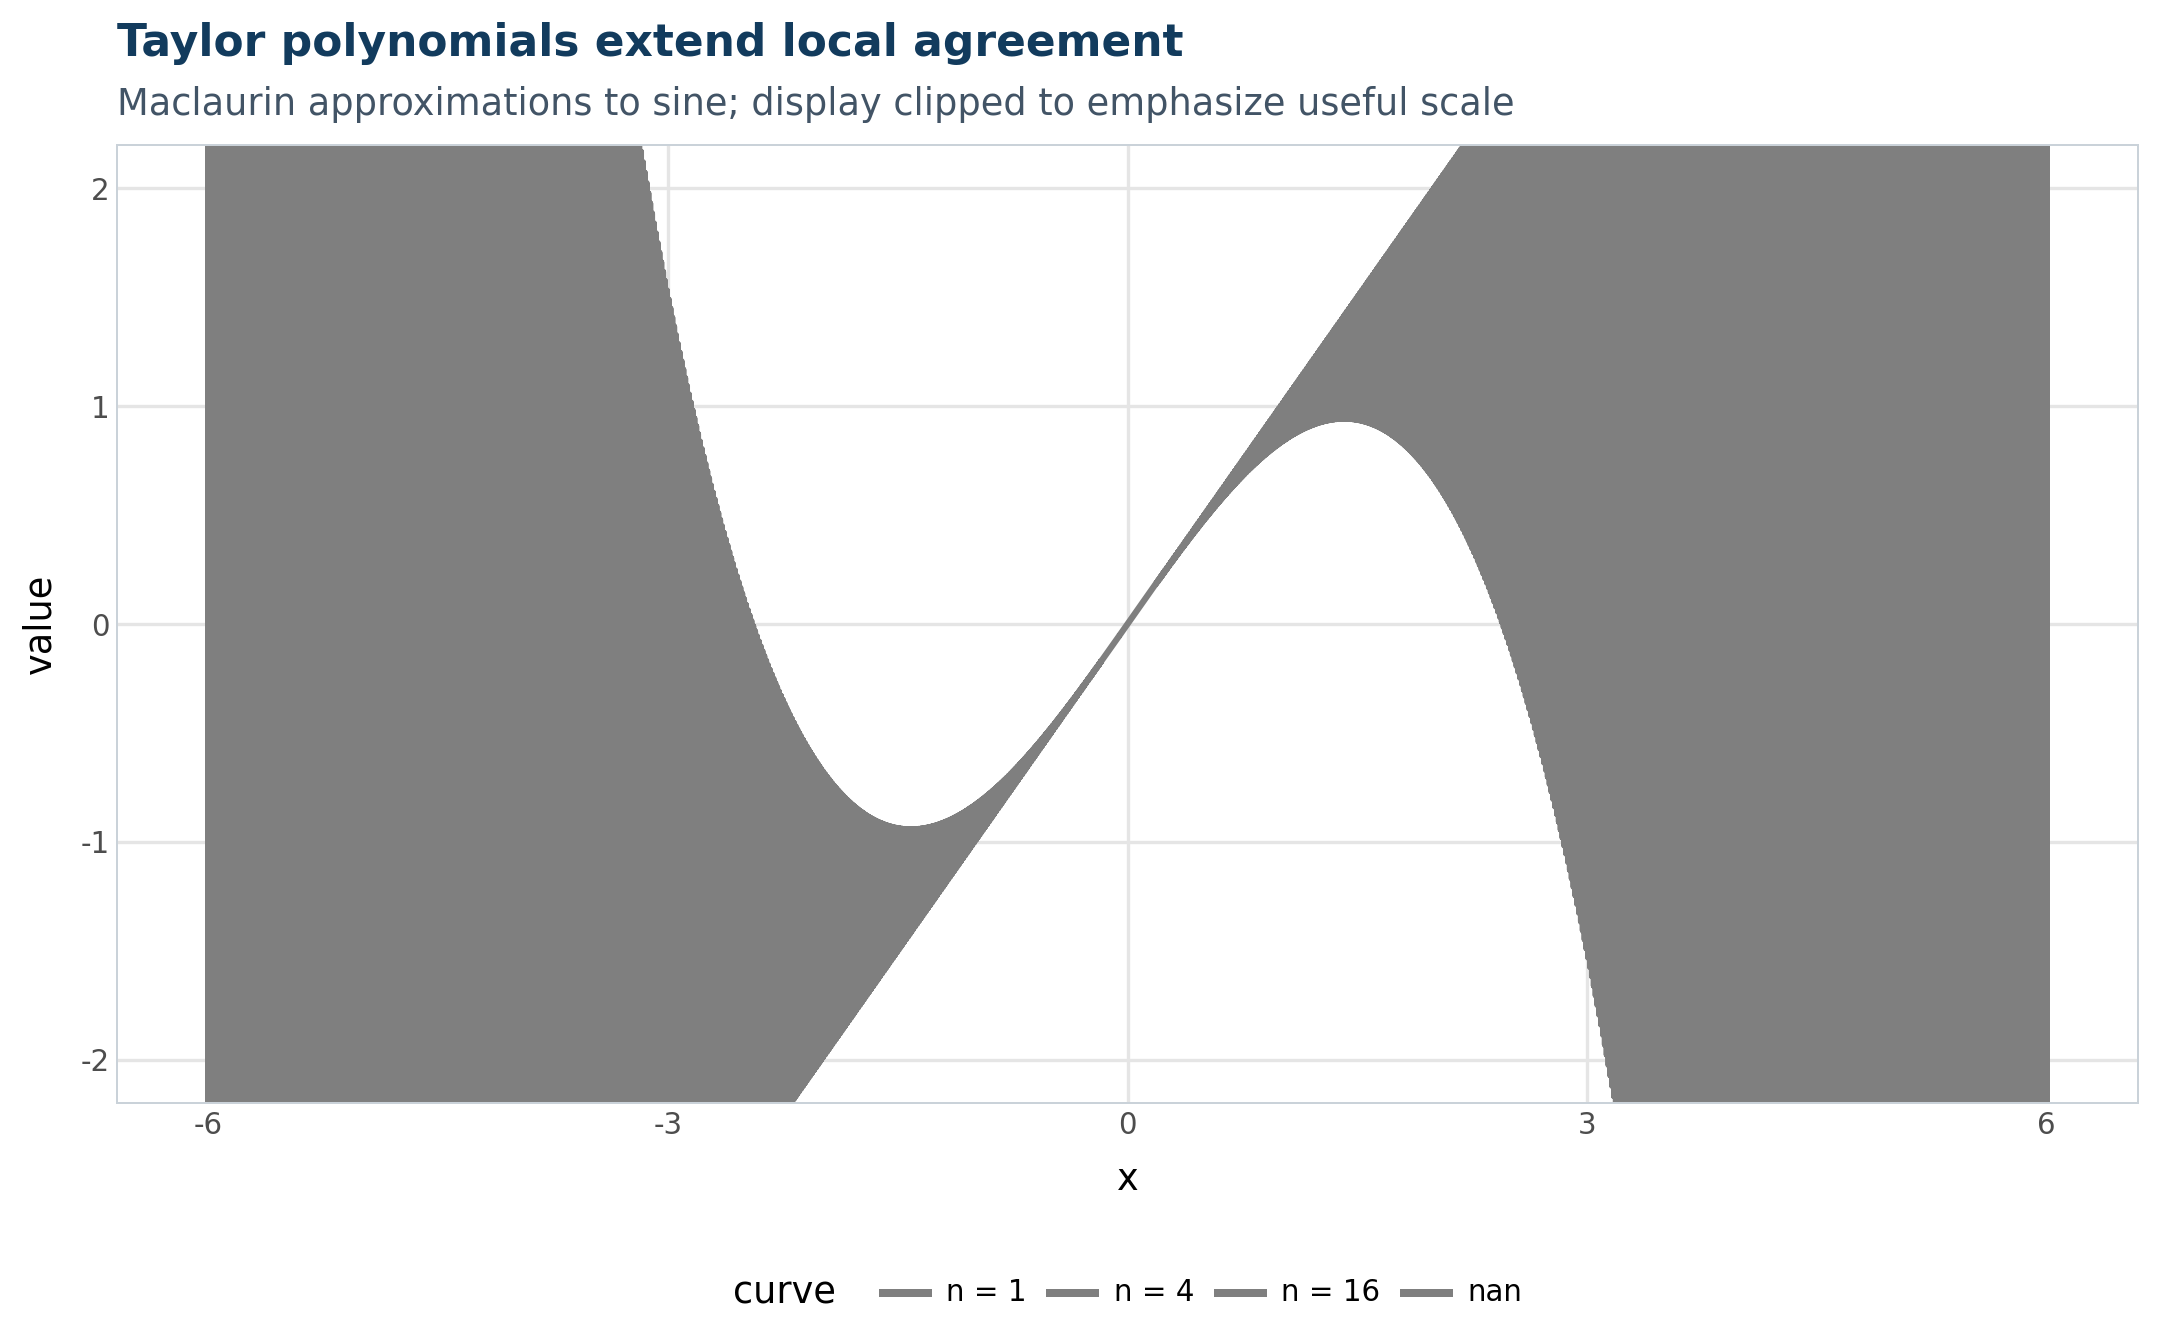 Taylor polynomials extend local agreement
Maclaurin approximations to sine; display clipped to emphasize useful scale
value
2
1
0
-1
-2
-6 -3 0 3 6
x
curve n = 1 n = 4 n = 16 nan